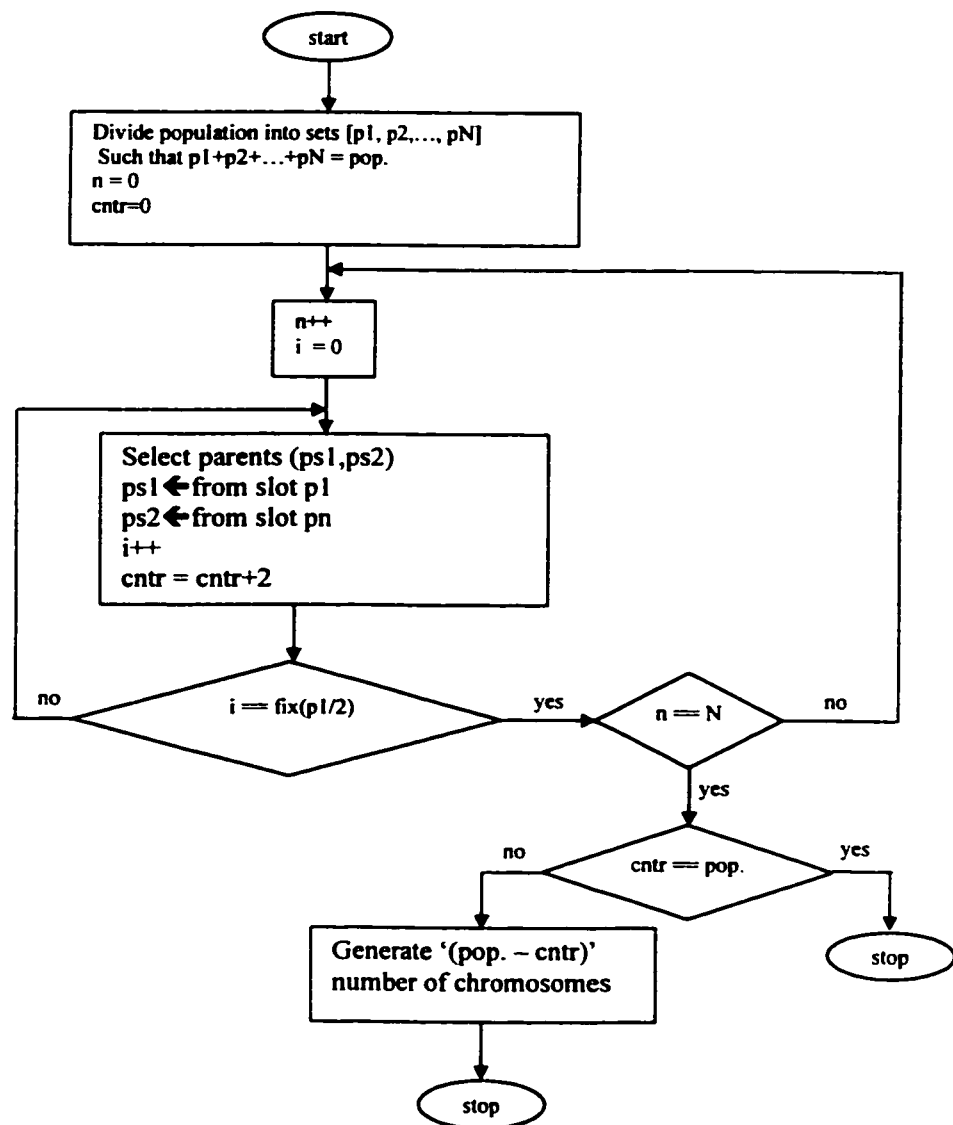 start
Divide population into sets [p1, p2,…, pN]
Such that p1+p2+…+pN = pop.
n = 0
cntr=0
n++
i = 0
Select parents (ps1,ps2)
ps1←from slot p1
ps2←from slot pn
i++
cntr = cntr+2
no
i == fix(p1/2)
yes
n == N
no
yes
no
cntr == pop.
yes
Generate ‘(pop. – cntr)’
number of chromosomes
stop
stop